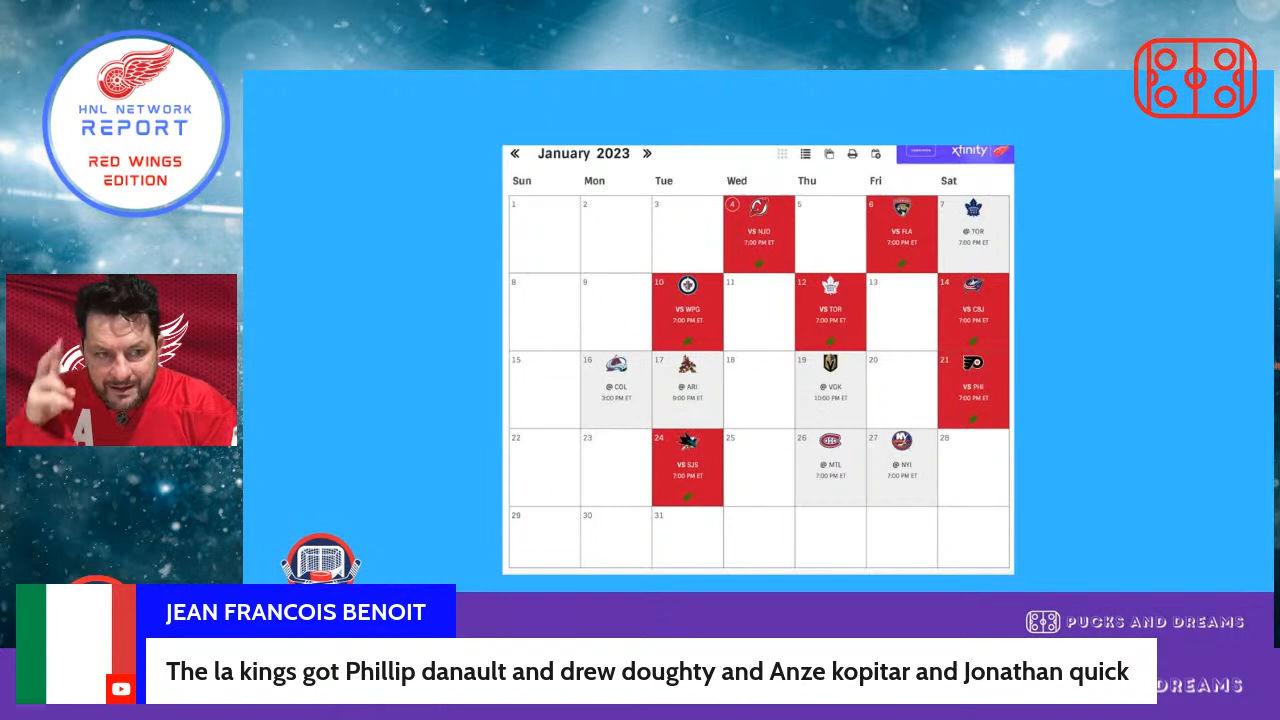 HNL NETWORK
REPORT
RED WINGS
EDITION
« January 2023 »
xfinity
Sun Mon Tue Wed Thu Fri Sat
1 2 3 4 5 6 7
VS NJD VS FLA @ TOR
7:00 PM ET 7:00 PM ET 7:00 PM ET
8 9 10 11 12 13 14
VS WPG VS TOR VS CBJ
7:00 PM ET 7:00 PM ET 7:00 PM ET
15 16 17 18 19 20 21
@ COL @ ARI @ VGK VS PHI
3:00 PM ET 9:00 PM ET 10:00 PM ET 7:00 PM ET
22 23 24 25 26 27 28
VS SJS @ MTL @ NYI
7:00 PM ET 7:00 PM ET 7:00 PM ET
29 30 31
A
JEAN FRANCOIS BENOIT
PUCKS AND DREAMS
The la kings got Phillip danault and drew doughty and Anze kopitar and Jonathan quick
DREAMS